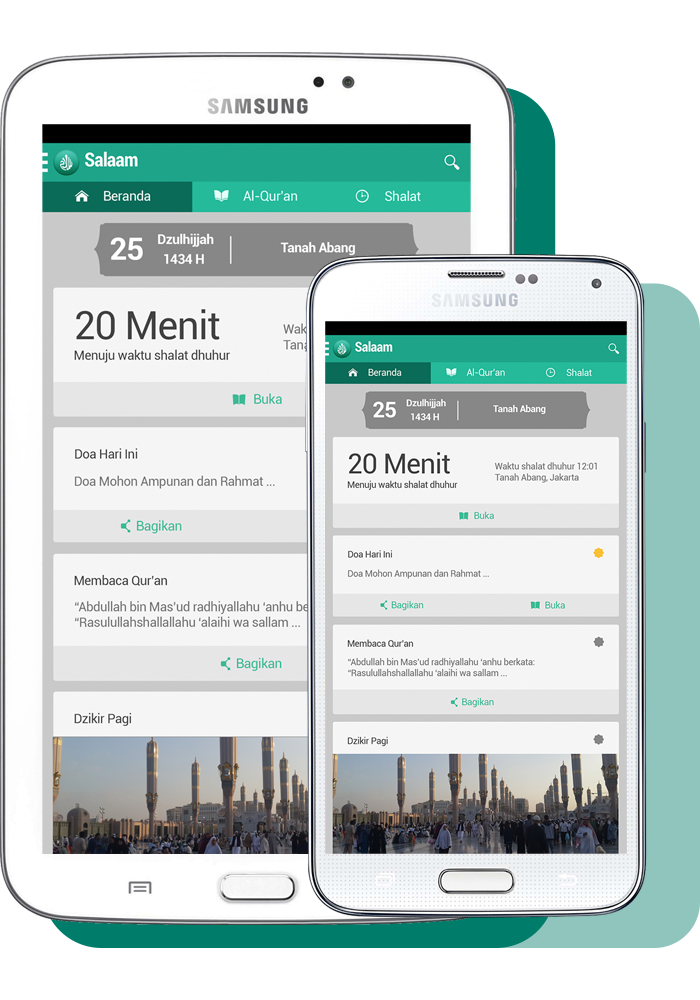 SAMSUNG
Salaam
Beranda
Al-Qur'an
Shalat
25
Dzulhijjah
1434 H
Tanah Abang
20 Menit
Menuju waktu shalat dhuhur
Buka
Doa Hari Ini
Doa Mohon Ampunan dan Rahmat ...
Bagikan
Membaca Qur'an
“Abdullah bin Mas'ud radhiyallahu ‘anhu be
“Rasulullahshallallahu ‘alaihi wa sallam ...
Bagikan
Dzikir Pagi
SAMSUNG
Salaam
Beranda
Al-Qur'an
Shalat
25
Dzulhijjah
1434 H
Tanah Abang
20 Menit
Menuju waktu shalat dhuhur
Waktu shalat dhuhur 12:01
Tanah Abang, Jakarta
Buka
Doa Hari Ini
Doa Mohon Ampunan dan Rahmat ...
Bagikan
Buka
Membaca Qur'an
“Abdullah bin Mas'ud radhiyallahu ‘anhu berkata:
“Rasulullahshallallahu ‘alaihi wa sallam ...
Bagikan
Dzikir Pagi